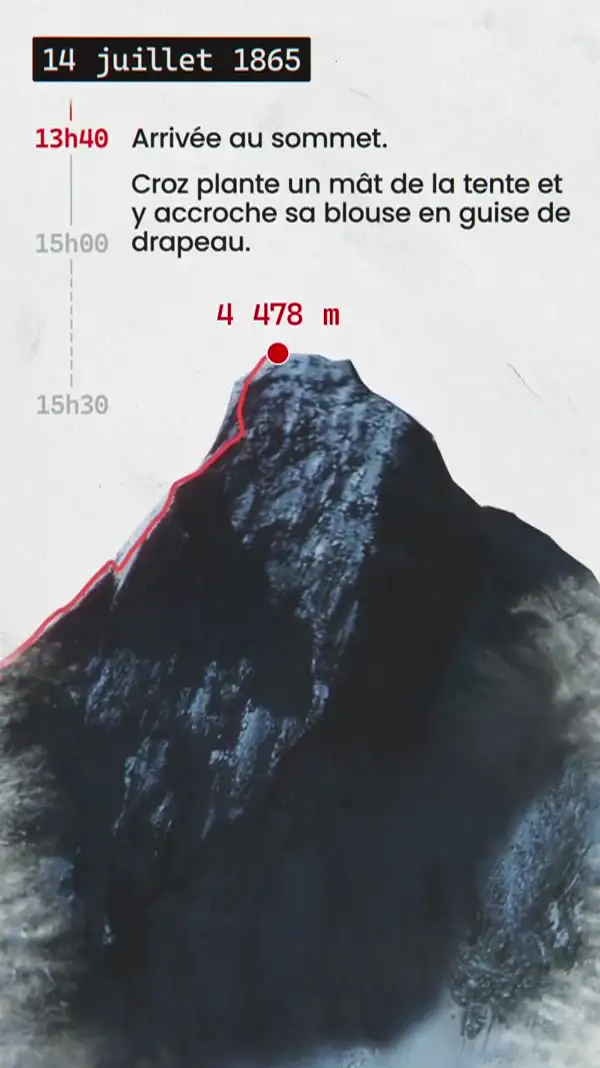 14 juillet 1865
13h40 Arrivée au sommet.
Croz plante un mât de la tente et
y accroche sa blouse en guise de
15h00 drapeau.
4 478 m
15h30